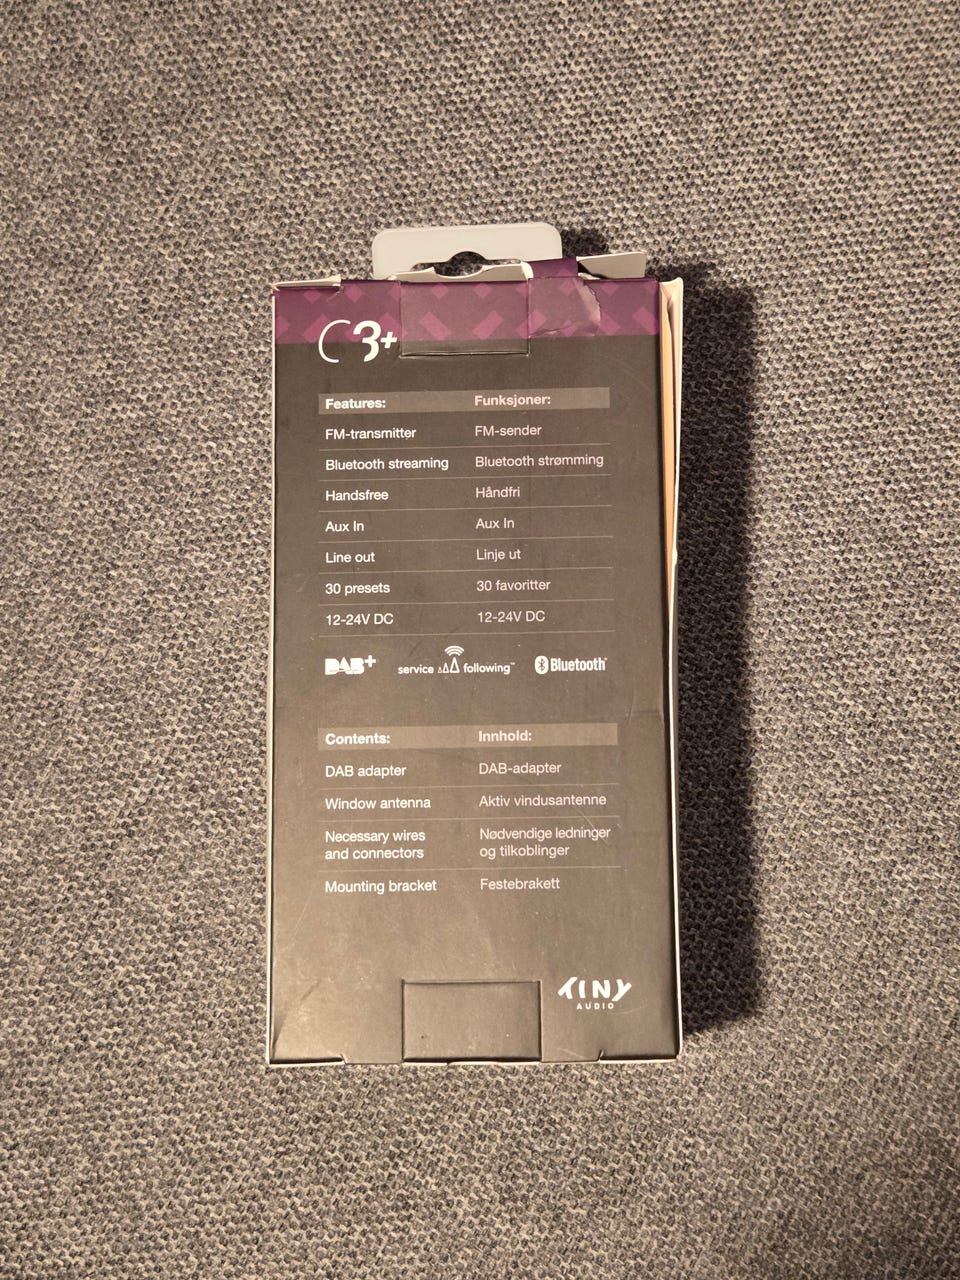 C3+
Features: Funksjoner:
FM-transmitter FM-sender
Bluetooth streaming Bluetooth strømming
Handsfree Håndfri
Aux In Aux In
Line out Linje ut
30 presets 30 favoritter
12-24V DC 12-24V DC
DAB+ service following™ Bluetooth®
Contents: Innhold:
DAB adapter DAB-adapter
Window antenna Aktiv vindusantenne
Necessary wires Nødvendige ledninger
and connectors og tilkoblinger
Mounting bracket Festebrakett
TINY
AUDIO